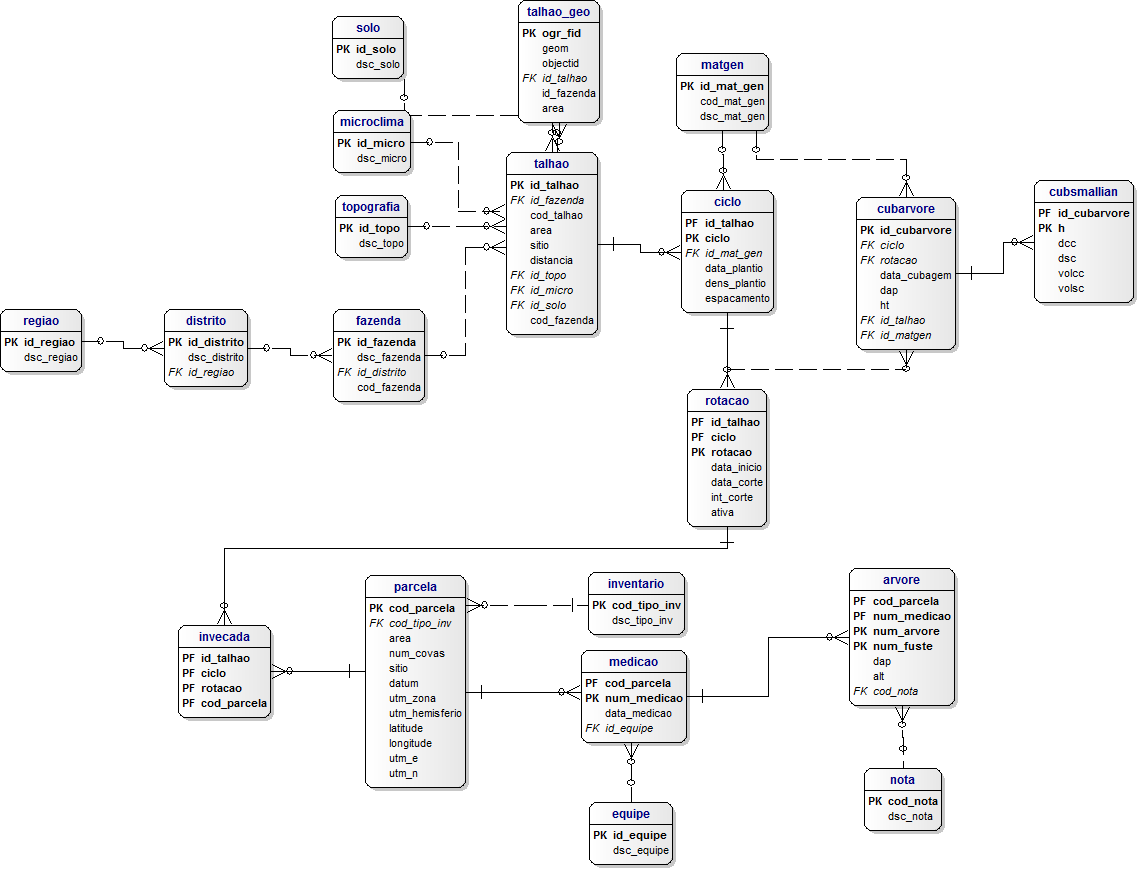 solo
PK id_solo
dsc_solo
talhao_geo
PK ogr_fid
geom
objectid
FK id_talhao
id_fazenda
area
matgen
PK id_mat_gen
cod_mat_gen
dsc_mat_gen
microclima
PK id_micro
dsc_micro
talhao
PK id_talhao
FK id_fazenda
cod_talhao
area
sitio
distancia
FK id_topo
FK id_micro
FK id_solo
cod_fazenda
topografia
PK id_topo
dsc_topo
ciclo
PF id_talhao
PK ciclo
FK id_mat_gen
data_plantio
dens_plantio
espacamento
cubarvore
PK id_cubarvore
FK ciclo
FK rotacao
data_cubagem
dap
ht
FK id_talhao
FK id_matgen
cubsmallian
PF id_cubarvore
PK h
dcc
dsc
volcc
volsc
regiao
PK id_regiao
dsc_regiao
distrito
PK id_distrito
dsc_distrito
FK id_regiao
fazenda
PK id_fazenda
dsc_fazenda
FK id_distrito
cod_fazenda
rotacao
PF id_talhao
PF ciclo
PK rotacao
data_inicio
data_corte
int_corte
ativa
invecada
PF id_talhao
PF ciclo
PF rotacao
PF cod_parcela
parcela
PK cod_parcela
FK cod_tipo_inv
area
num_covas
sitio
datum
utm_zona
utm_hemisferio
latitude
longitude
utm_e
utm_n
inventario
PK cod_tipo_inv
dsc_tipo_inv
medicao
PF cod_parcela
PK num_medicao
data_medicao
FK id_equipe
arvore
PF cod_parcela
PF num_medicao
PK num_arvore
PK num_fuste
dap
alt
FK cod_nota
equipe
PK id_equipe
dsc_equipe
nota
PK cod_nota
dsc_nota